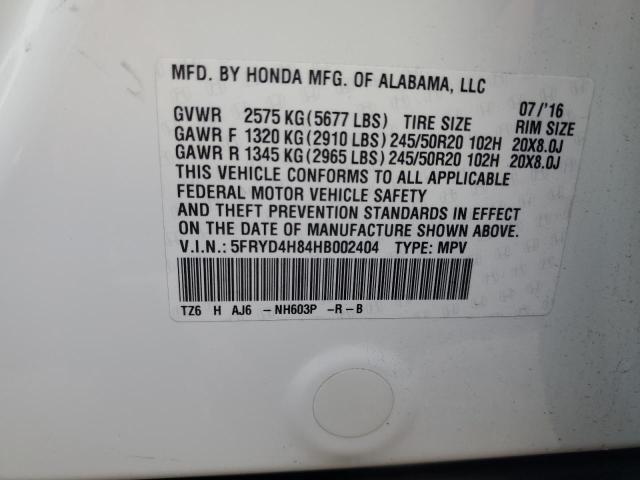 MFD. BY HONDA MFG. OF ALABAMA, LLC
07/'16
GVWR 2575 KG(5677 LBS) TIRE SIZE RIM SIZE
GAWR F 1320 KG(2910 LBS) 245/50R20 102H 20X8.0J
GAWR R 1345 KG(2965 LBS) 245/50R20 102H 20X8.0J
THIS VEHICLE CONFORMS TO ALL APPLICABLE
FEDERAL MOTOR VEHICLE SAFETY
AND THEFT PREVENTION STANDARDS IN EFFECT
ON THE DATE OF MANUFACTURE SHOWN ABOVE.
V.I.N.: 5FRYD4H84HB002404 TYPE: MPV
TZ6 H AJ6 -NH603P -R-B